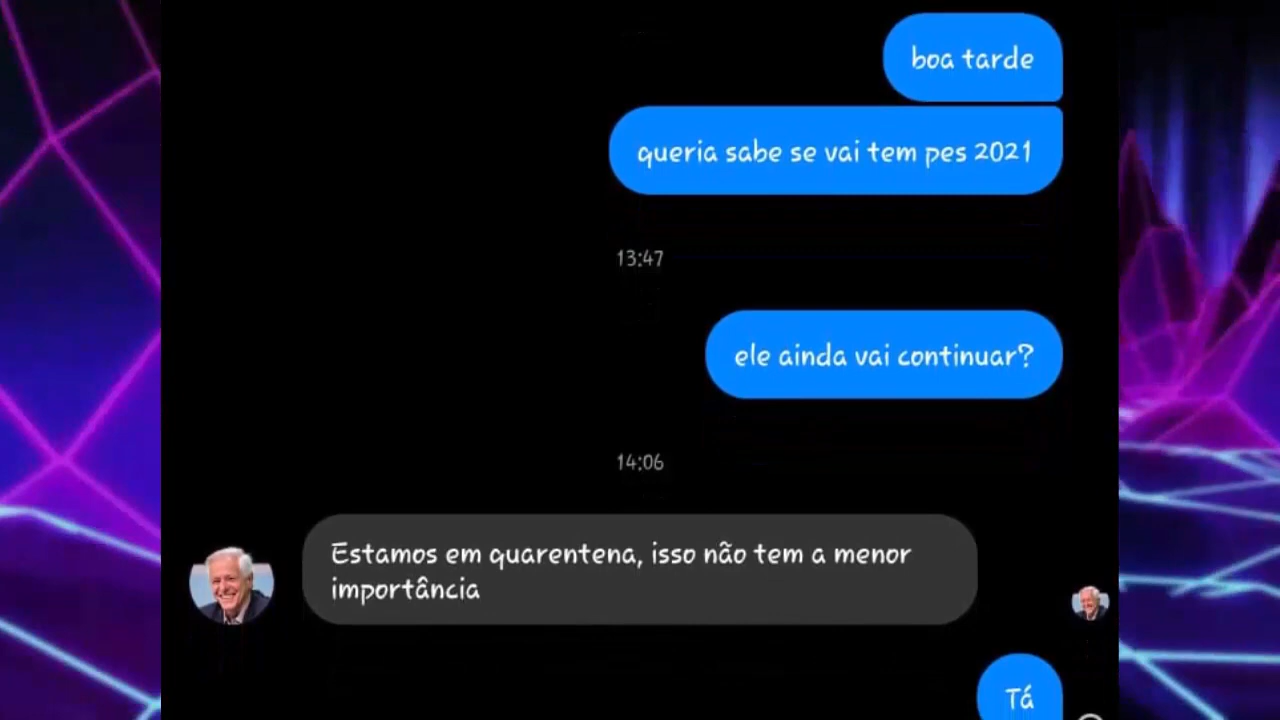 boa tarde
queria sabe se vai tem pes 2021
13:47
ele ainda vai continuar?
14:06
Estamos em quarentena, isso não tem a menor
importância
Tá